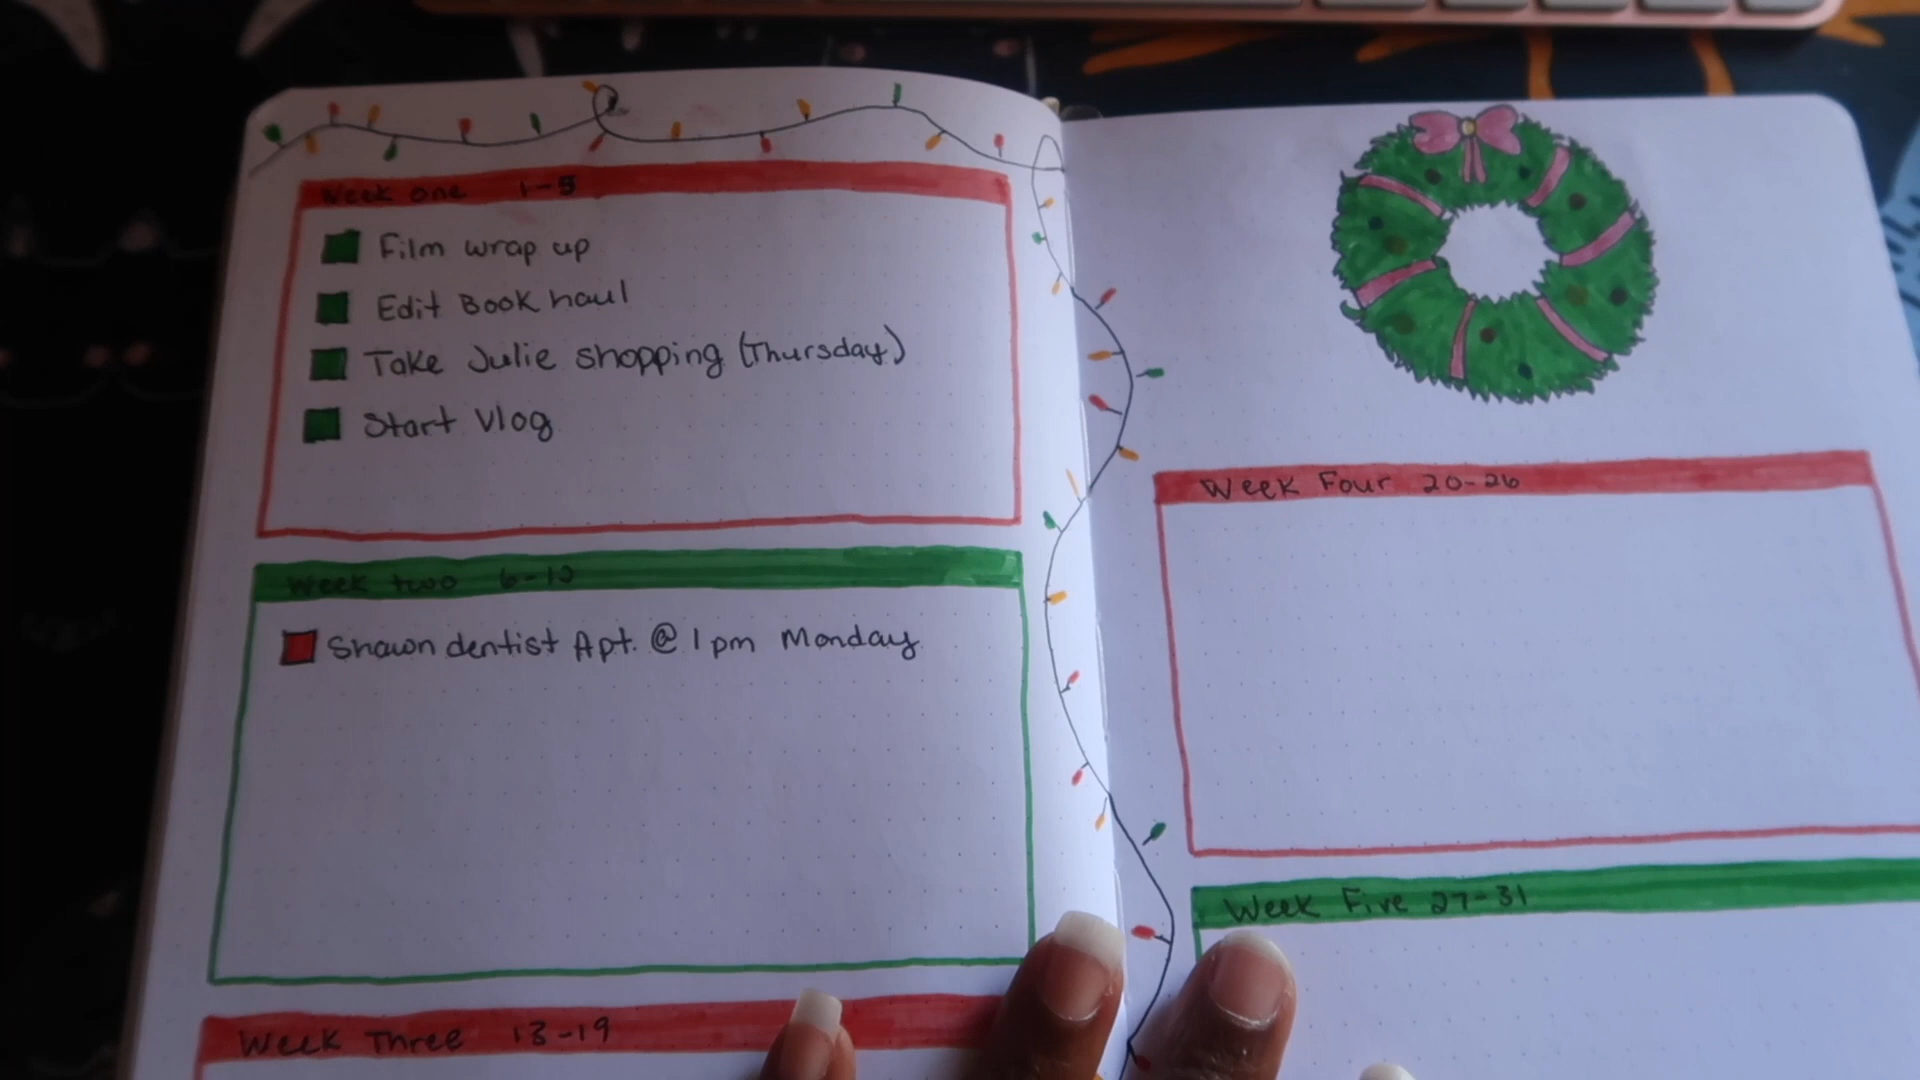 Week one 1-5
Film wrap up
Edit Book haul
Take Julie shopping (Thursday)
Start Vlog
Week two 6-12
Shawn dentist Apt. @ 1pm Monday
Week Three 13-19
Week Four 20-26
Week Five 27-31